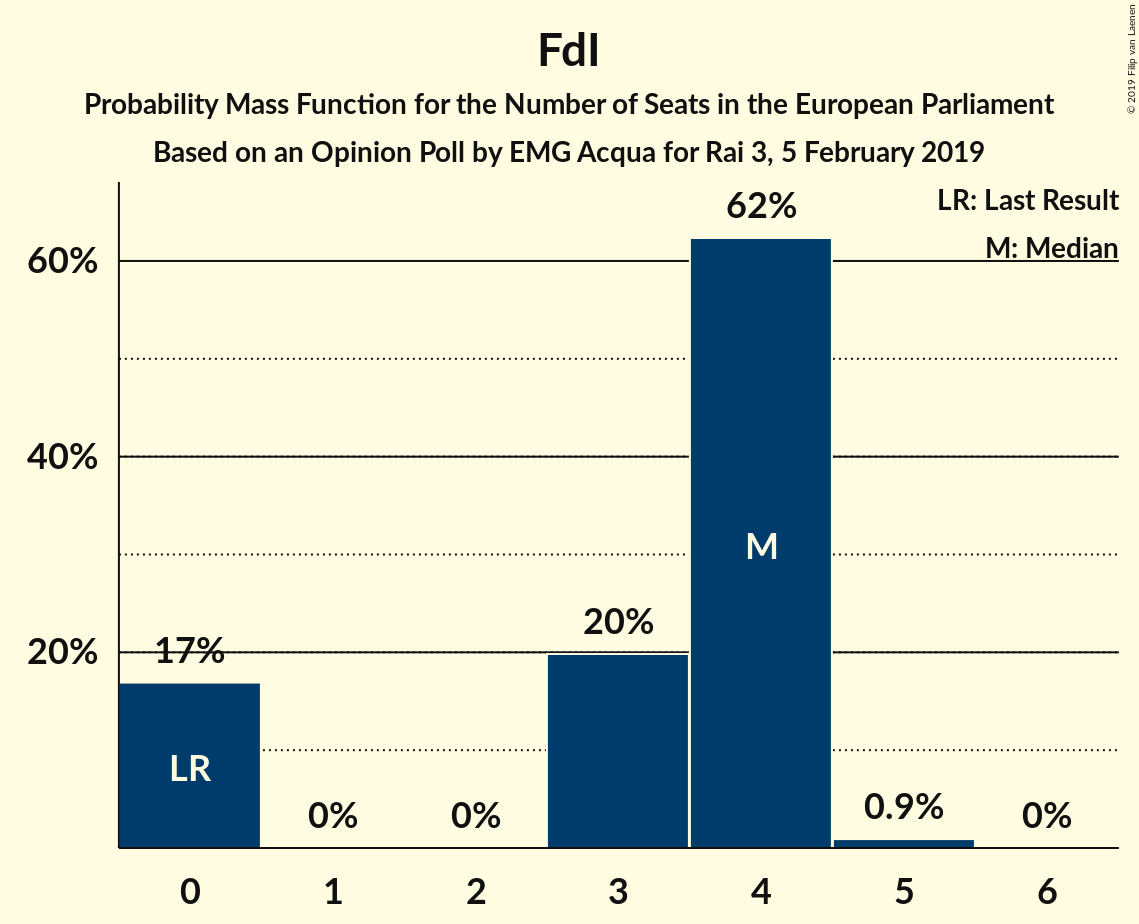 FdI
Probability Mass Function for the Number of Seats in the European Parliament
Based on an Opinion Poll by EMG Acqua for Rai 3, 5 February 2019
© 2019 Filip van Laenen
LR: Last Result
M: Median
60%
40%
20%
17%
LR
0%
0%
20%
62%
M
0.9%
0%
0
1
2
3
4
5
6